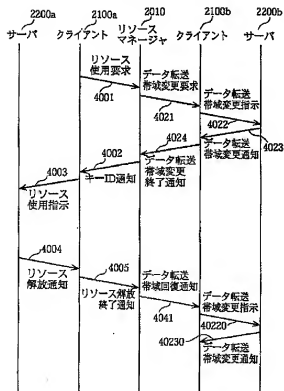 2200a
2100a
2010
2100b
2200b
サーバ
クライアント
リソース
マネージャ
クライアント
サーバ
リソース
使用要求
4001
データ転送
帯域変更要求
4021
データ転送
帯域変更指示
4022
4023
データ転送
帯域変更通知
4024
データ転送
帯域変更
終了通知
4002
キーID通知
4003
リソース
使用指示
4004
リソース
解放通知
4005
リソース解放
終了通知
データ転送
帯域回復通知
4041
データ転送
帯域変更指示
40220
40230
データ転送
帯域変更通知